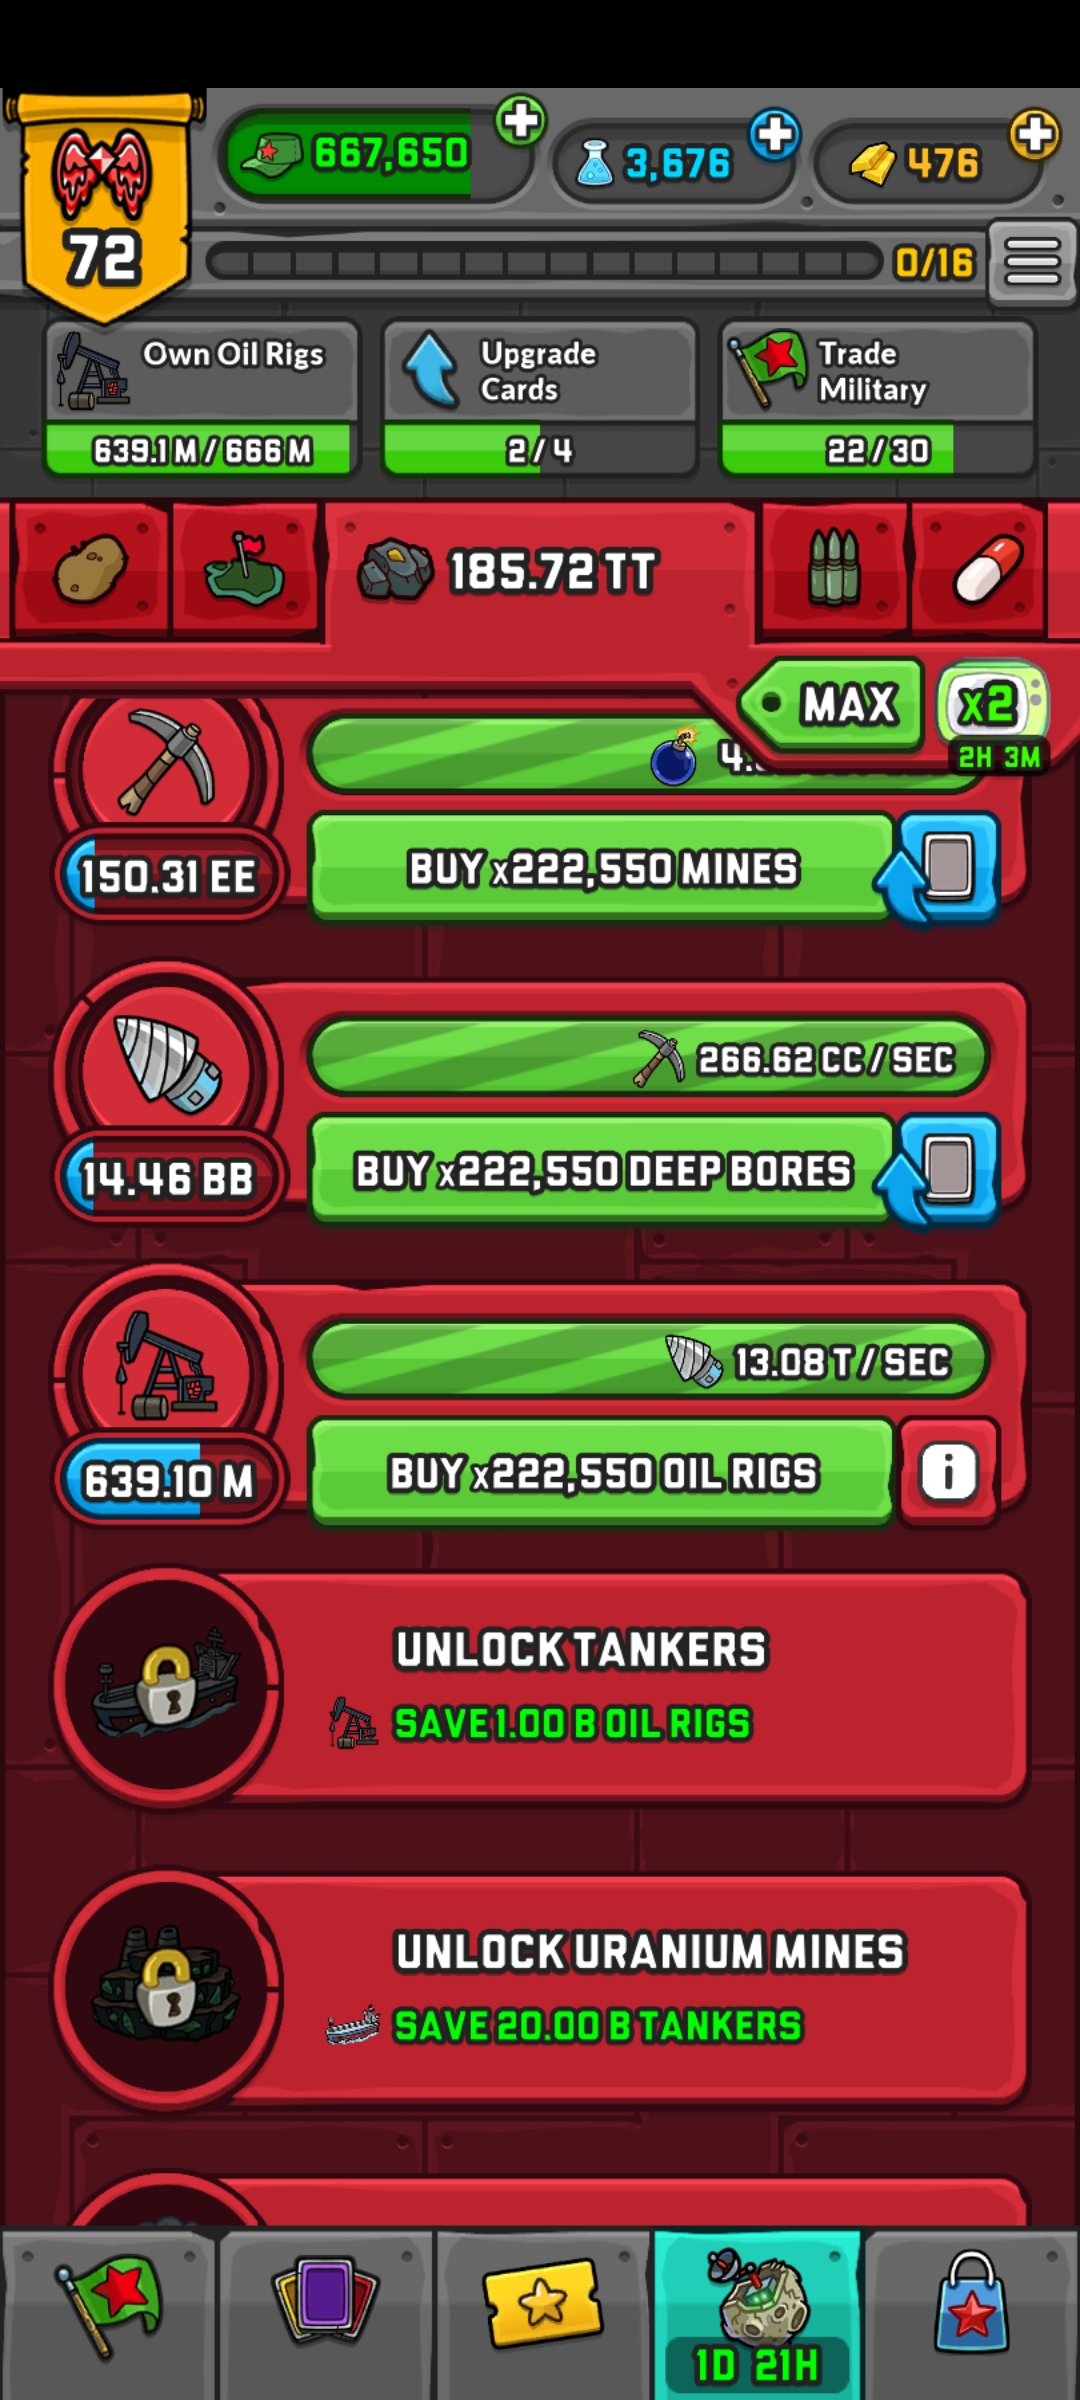 667,650
3,676
476
72
0/16
Own Oil Rigs
639.1 M / 666 M
Upgrade
Cards
2 / 4
Trade
Military
22 / 30
185.72 TT
MAX
x2
2H 3M
150.31 EE
BUY x222,550 MINES
266.62 CC / SEC
14.46 BB
BUY x222,550 DEEP BORES
13.08 T / SEC
639.10 M
BUY x222,550 OIL RIGS
i
UNLOCK TANKERS
SAVE 1.00 B OIL RIGS
UNLOCK URANIUM MINES
SAVE 20.00 B TANKERS
1D 21H